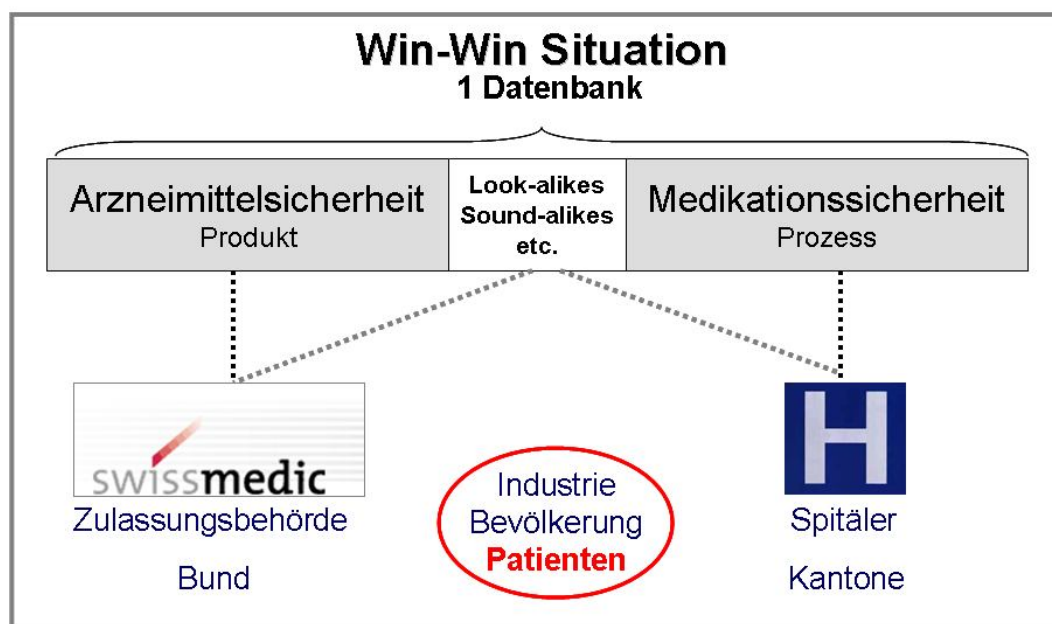 Win-Win Situation
1 Datenbank
Arzneimittelsicherheit
Produkt
Look-alikes
Sound-alikes
etc.
Medikationssicherheit
Prozess
swissmedic
Zulassungsbehörde
Bund
Industrie
Bevölkerung
Patienten
H
Spitäler
Kantone